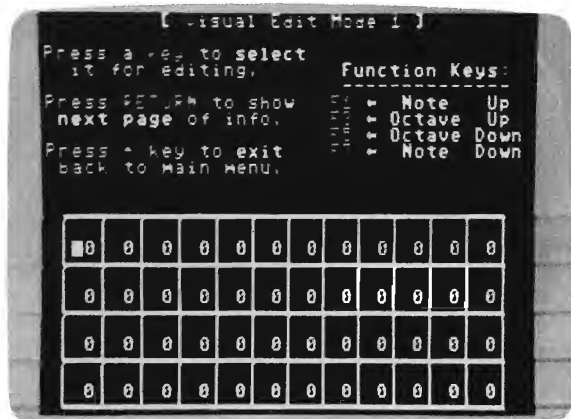 [ Visual Edit Mode 1 ]
Press a key to select
it for editing.
Press RETURN to show
next page of info.
Press ↑ key to exit
back to main menu.
Function Keys:
← Note Up
← Octave Up
← Octave Down
← Note Down
0 0 0 0 0 0 0 0 0 0 0 0
0 0 0 0 0 0 0 0 0 0 0 0
0 0 0 0 0 0 0 0 0 0 0 0
0 0 0 0 0 0 0 0 0 0 0 0